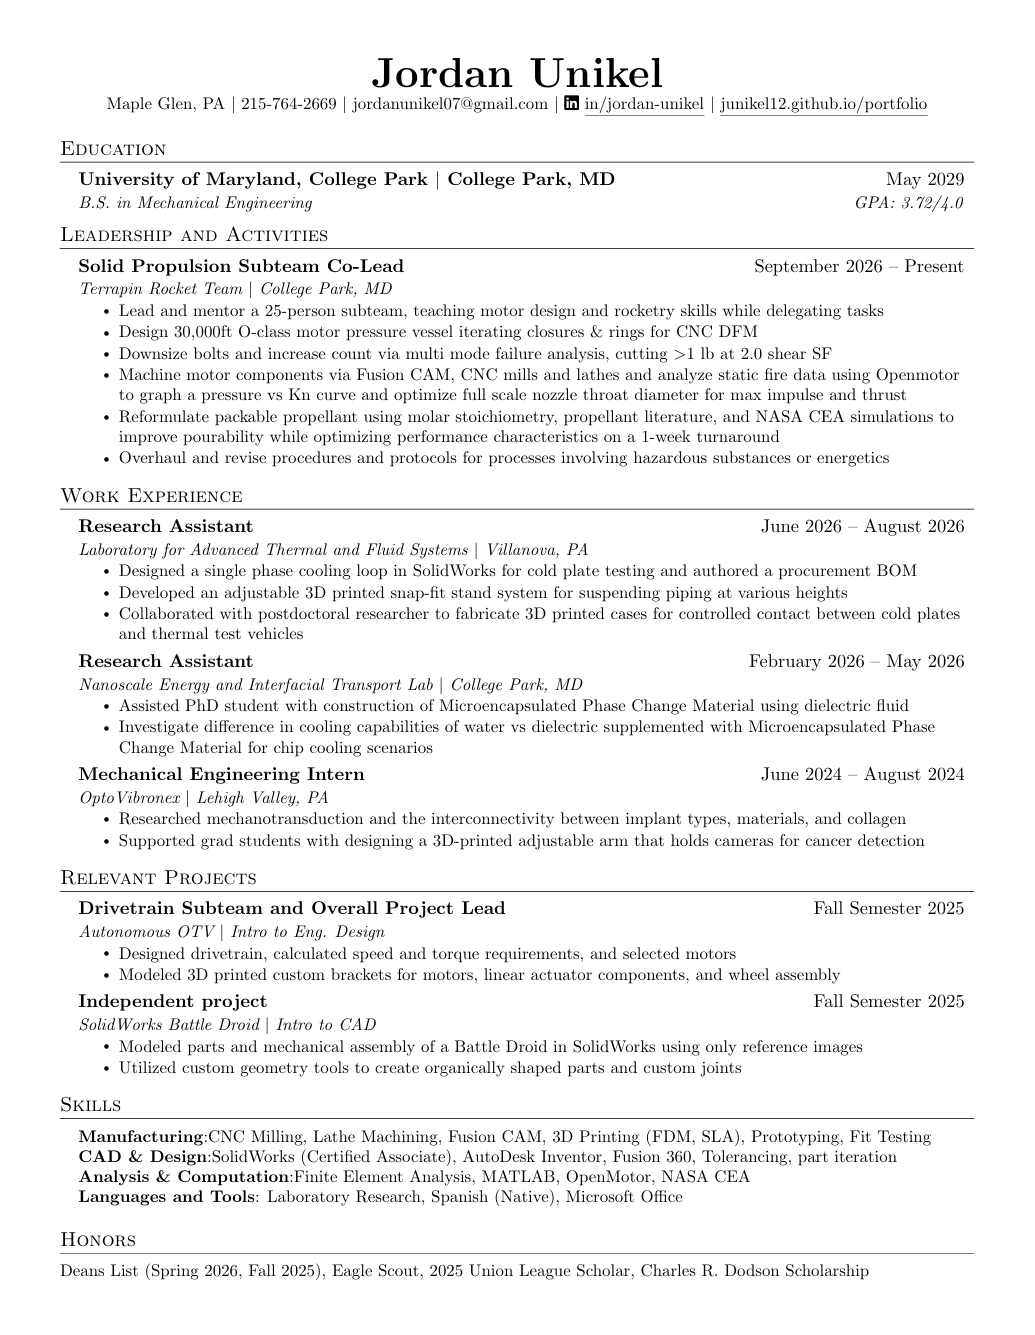 Jordan Unikel
Maple Glen, PA | 215-764-2669 | jordanunikel07@gmail.com | in/jordan-unikel | junikel12.github.io/portfolio
Education
University of Maryland, College Park | College Park, MD May 2029
B.S. in Mechanical Engineering GPA: 3.72/4.0
Leadership and Activities
Solid Propulsion Subteam Co-Lead September 2026 – Present
Terrapin Rocket Team | College Park, MD
• Lead and mentor a 25-person subteam, teaching motor design and rocketry skills while delegating tasks
• Design 30,000ft O-class motor pressure vessel iterating closures & rings for CNC DFM
• Downsize bolts and increase count via multi mode failure analysis, cutting >1 lb at 2.0 shear SF
• Machine motor components via Fusion CAM, CNC mills and lathes and analyze static fire data using Openmotor
to graph a pressure vs Kn curve and optimize full scale nozzle throat diameter for max impulse and thrust
• Reformulate packable propellant using molar stoichiometry, propellant literature, and NASA CEA simulations to
improve pourability while optimizing performance characteristics on a 1-week turnaround
• Overhaul and revise procedures and protocols for processes involving hazardous substances or energetics
Work Experience
Research Assistant June 2026 – August 2026
Laboratory for Advanced Thermal and Fluid Systems | Villanova, PA
• Designed a single phase cooling loop in SolidWorks for cold plate testing and authored a procurement BOM
• Developed an adjustable 3D printed snap-fit stand system for suspending piping at various heights
• Collaborated with postdoctoral researcher to fabricate 3D printed cases for controlled contact between cold plates
and thermal test vehicles
Research Assistant February 2026 – May 2026
Nanoscale Energy and Interfacial Transport Lab | College Park, MD
• Assisted PhD student with construction of Microencapsulated Phase Change Material using dielectric fluid
• Investigate difference in cooling capabilities of water vs dielectric supplemented with Microencapsulated Phase
Change Material for chip cooling scenarios
Mechanical Engineering Intern June 2024 – August 2024
OptoVibronex | Lehigh Valley, PA
• Researched mechanotransduction and the interconnectivity between implant types, materials, and collagen
• Supported grad students with designing a 3D-printed adjustable arm that holds cameras for cancer detection
Relevant Projects
Drivetrain Subteam and Overall Project Lead Fall Semester 2025
Autonomous OTV | Intro to Eng. Design
• Designed drivetrain, calculated speed and torque requirements, and selected motors
• Modeled 3D printed custom brackets for motors, linear actuator components, and wheel assembly
Independent project Fall Semester 2025
SolidWorks Battle Droid | Intro to CAD
• Modeled parts and mechanical assembly of a Battle Droid in SolidWorks using only reference images
• Utilized custom geometry tools to create organically shaped parts and custom joints
Skills
Manufacturing:CNC Milling, Lathe Machining, Fusion CAM, 3D Printing (FDM, SLA), Prototyping, Fit Testing
CAD & Design:SolidWorks (Certified Associate), AutoDesk Inventor, Fusion 360, Tolerancing, part iteration
Analysis & Computation:Finite Element Analysis, MATLAB, OpenMotor, NASA CEA
Languages and Tools: Laboratory Research, Spanish (Native), Microsoft Office
Honors
Deans List (Spring 2026, Fall 2025), Eagle Scout, 2025 Union League Scholar, Charles R. Dodson Scholarship